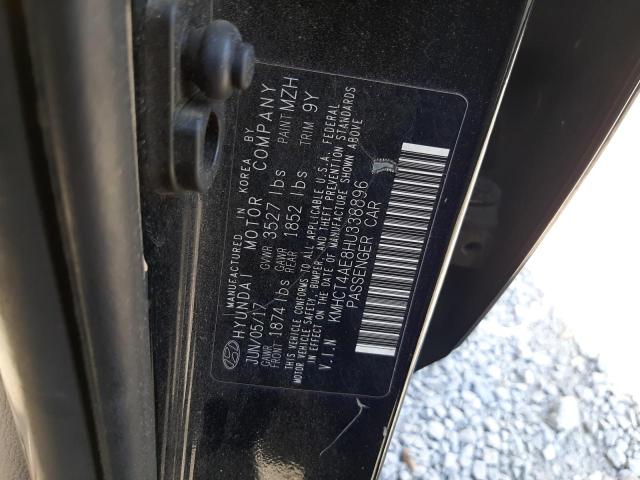 MANUFACTURED IN KOREA BY
HYUNDAI MOTOR COMPANY
JUN/05/17 GVWR 3527 lbs PAINT MZH
GAWR FRONT 1874 lbs GAWR REAR 1852 lbs TRIM 9Y
THIS VEHICLE CONFORMS TO ALL APPLICABLE U.S.A. FEDERAL
MOTOR VEHICLE SAFETY, BUMPER, AND THEFT PREVENTION STANDARDS
IN EFFECT ON THE DATE OF MANUFACTURE SHOWN ABOVE
V.I.N KMHCT4AE8HU338896
PASSENGER CAR